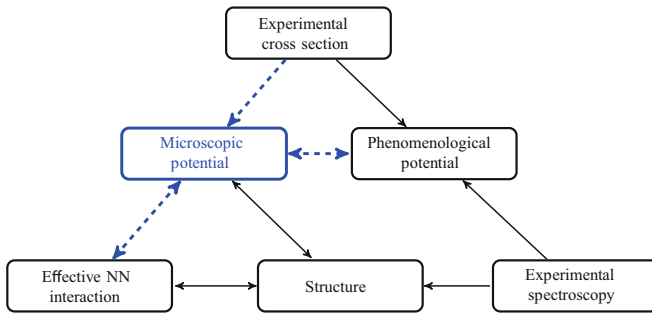 Experimental
cross section
Microscopic
potential
Phenomenological
potential
Effective NN
interaction
Structure
Experimental
spectroscopy